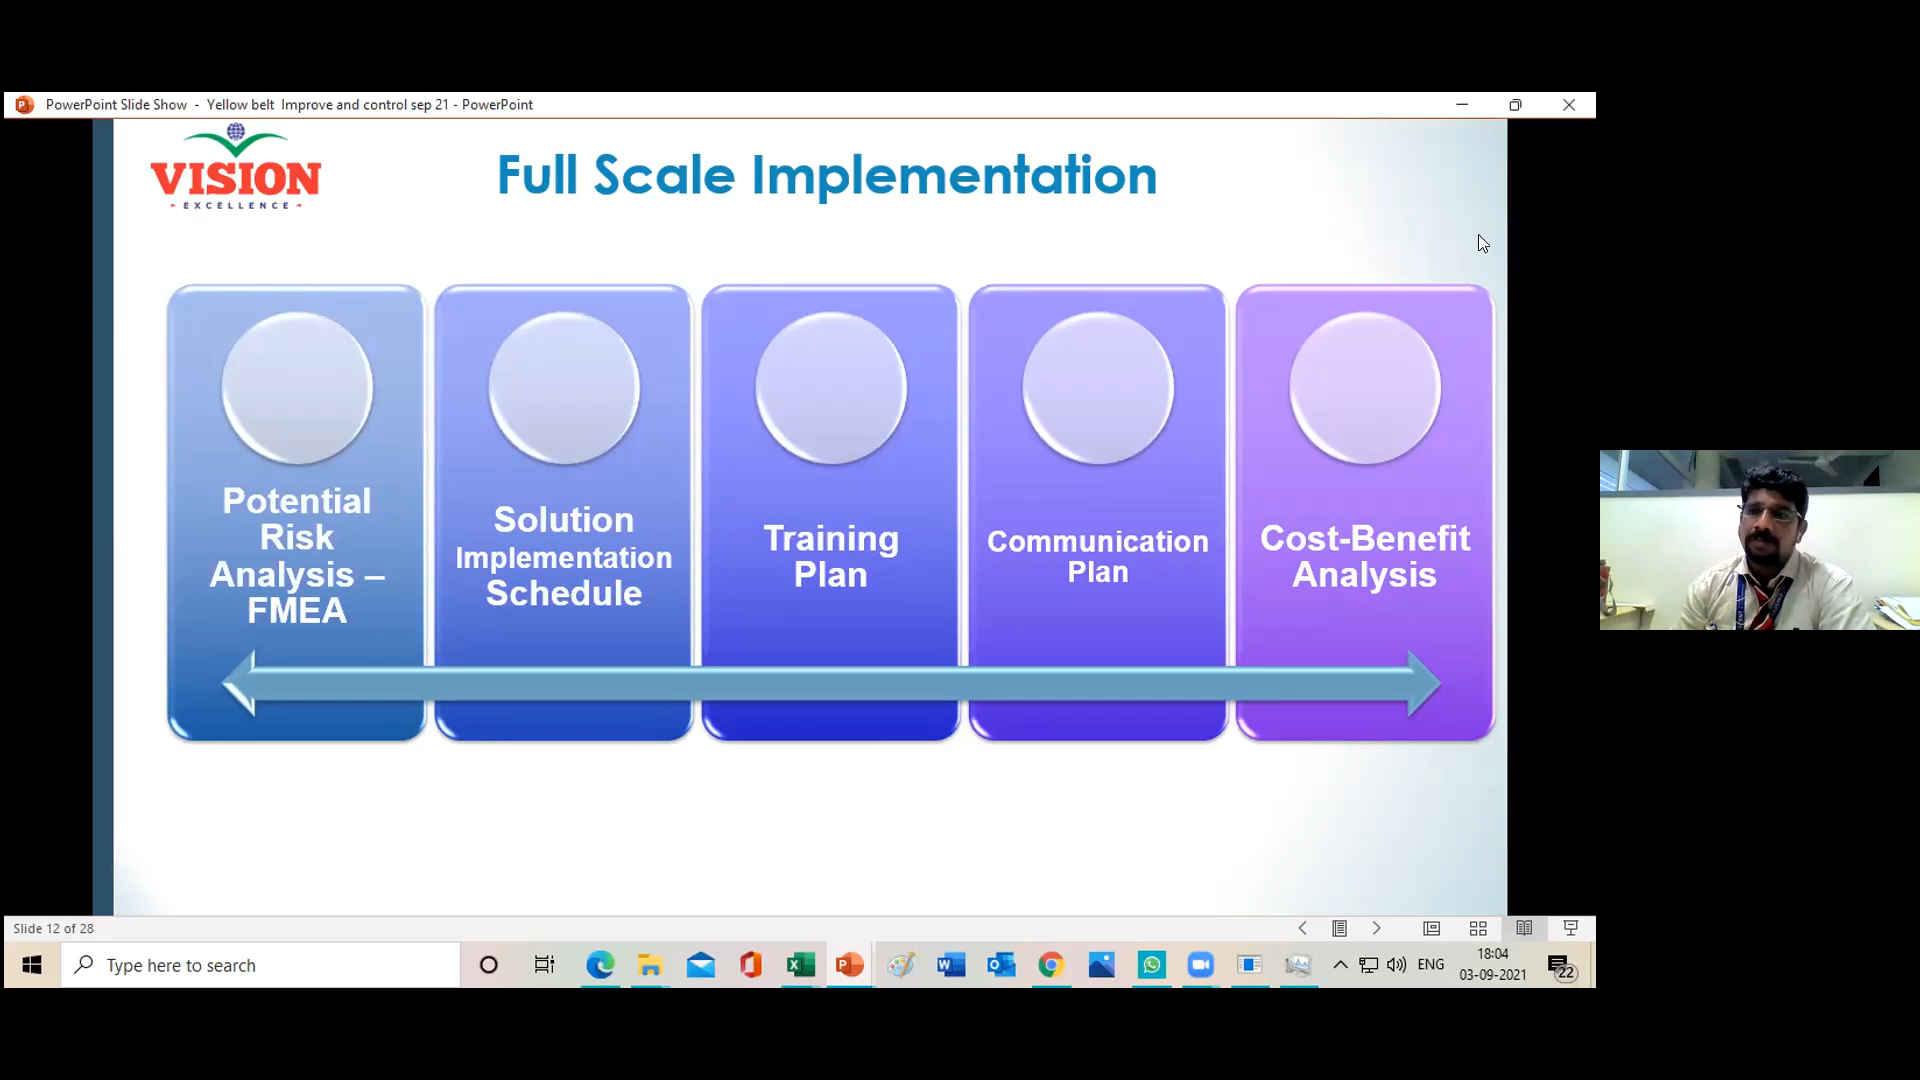 PowerPoint Slide Show - Yellow belt Improve and control sep 21 - PowerPoint
VISION
EXCELLENCE
Full Scale Implementation
Potential
Risk
Analysis –
FMEA
Solution
Implementation
Schedule
Training
Plan
Communication
Plan
Cost-Benefit
Analysis
Slide 12 of 28
Type here to search
ENG
18:04
03-09-2021
22